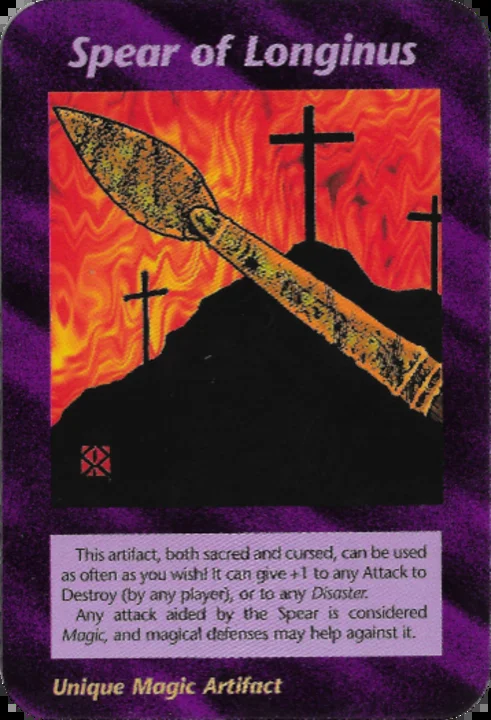 Spear of Longinus
This artifact, both sacred and cursed, can be used
as often as you wish! It can give +1 to any Attack to
Destroy (by any player), or to any Disaster.
Any attack aided by the Spear is considered
Magic, and magical defenses may help against it.
Unique Magic Artifact